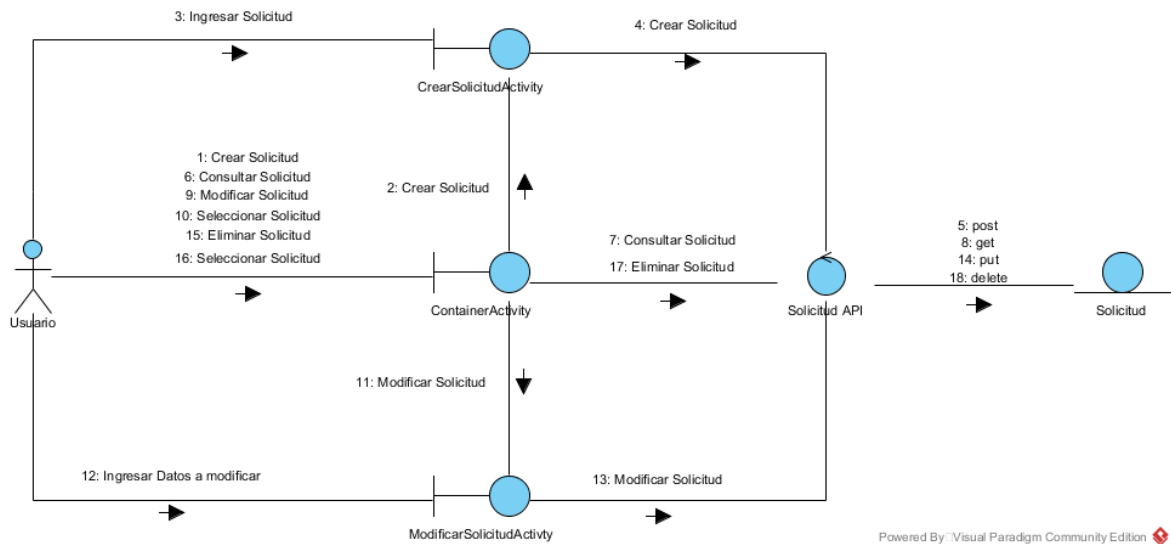 3: Ingresar Solicitud
4: Crear Solicitud
CrearSolicitudActivity
1: Crear Solicitud
6: Consultar Solicitud
9: Modificar Solicitud
10: Seleccionar Solicitud
15: Eliminar Solicitud
16: Seleccionar Solicitud
2: Crear Solicitud
7: Consultar Solicitud
17: Eliminar Solicitud
5: post
8: get
14: put
18: delete
Usuario
ContainerActivity
Solicitud API
Solicitud
11: Modificar Solicitud
12: Ingresar Datos a modificar
13: Modificar Solicitud
ModificarSolicitudActivty
Powered By Visual Paradigm Community Edition